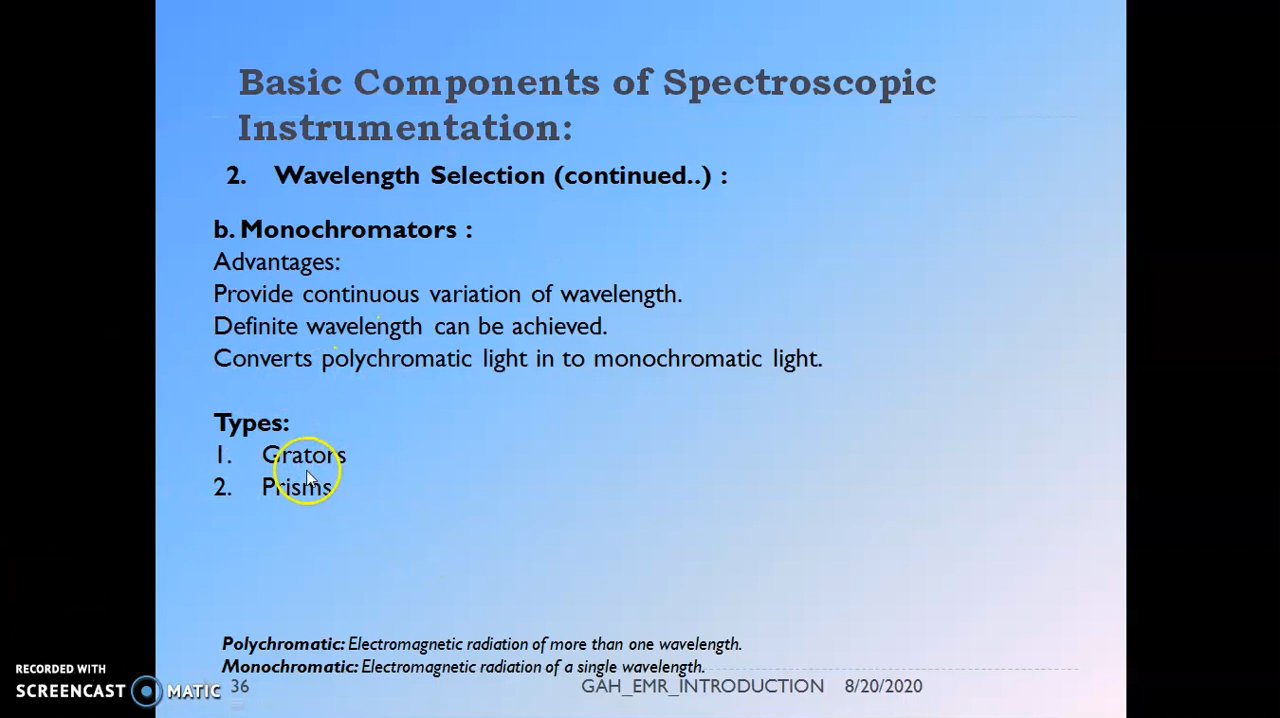 Basic Components of Spectroscopic
Instrumentation:
2. Wavelength Selection (continued..) :
b. Monochromators :
Advantages:
Provide continuous variation of wavelength.
Definite wavelength can be achieved.
Converts polychromatic light in to monochromatic light.
Types:
1. Grators
2. Prisms
Polychromatic: Electromagnetic radiation of more than one wavelength.
Monochromatic: Electromagnetic radiation of a single wavelength.
36 GAH_EMR_INTRODUCTION 8/20/2020
RECORDED WITH
SCREENCAST MATIC